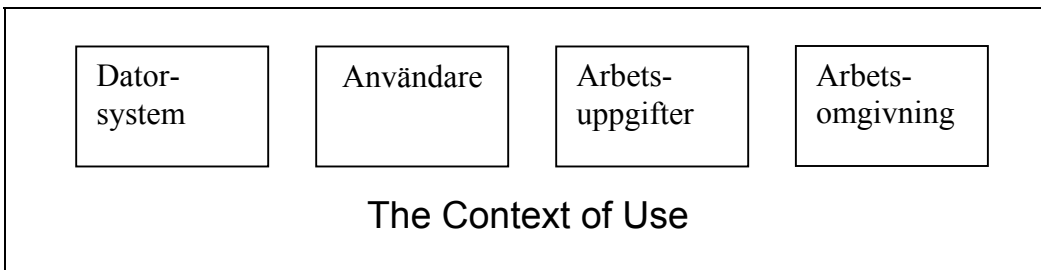 Dator-
system
Användare
Arbets-
uppgifter
Arbets-
omgivning
The Context of Use